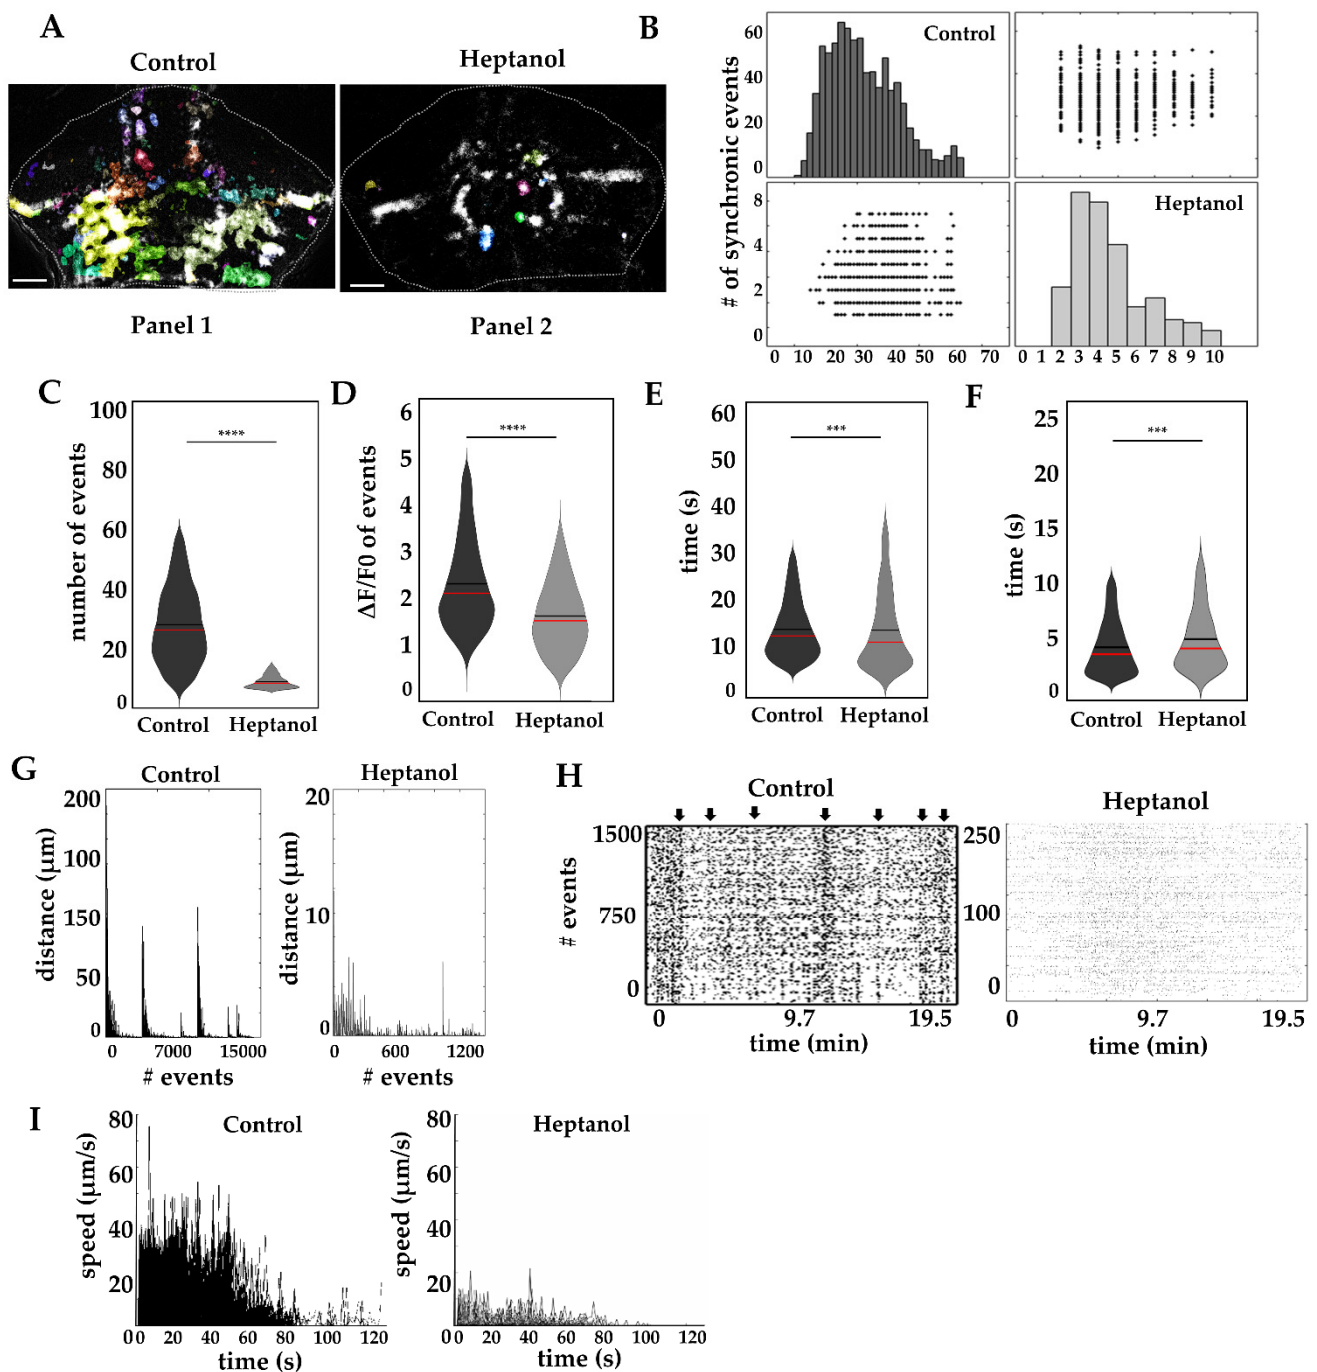 A
Control
Heptanol
Panel 1
Panel 2
B
Control
Heptanol
# of synchronic events
60
40
20
0
8
6
4
2
0
0 10 20 30 40 50 60 70
0 1 2 3 4 5 6 7 8 9 10
C
number of events
100
80
60
40
20
0
****
Control Heptanol
D
ΔF/F0 of events
6
5
4
3
2
1
0
****
Control Heptanol
E
time (s)
60
50
40
30
20
10
0
***
Control Heptanol
F
time (s)
25
20
15
10
5
0
***
Control Heptanol
G
Control
distance (μm)
200
100
150
50
0
0 7000 15000
# events
Heptanol
distance (μm)
20
10
0
0 600 1200
# events
H
Control
# events
1500
750
0
0 9.7 19.5
time (min)
Heptanol
250
100
0
0 9.7 19.5
time (min)
I
Control
speed (μm/s)
80
60
40
20
0 0 20 40 60 80 100 120
time (s)
Heptanol
speed (μm/s)
80
60
40
20
0 0 20 40 60 80 100 120
time (s)